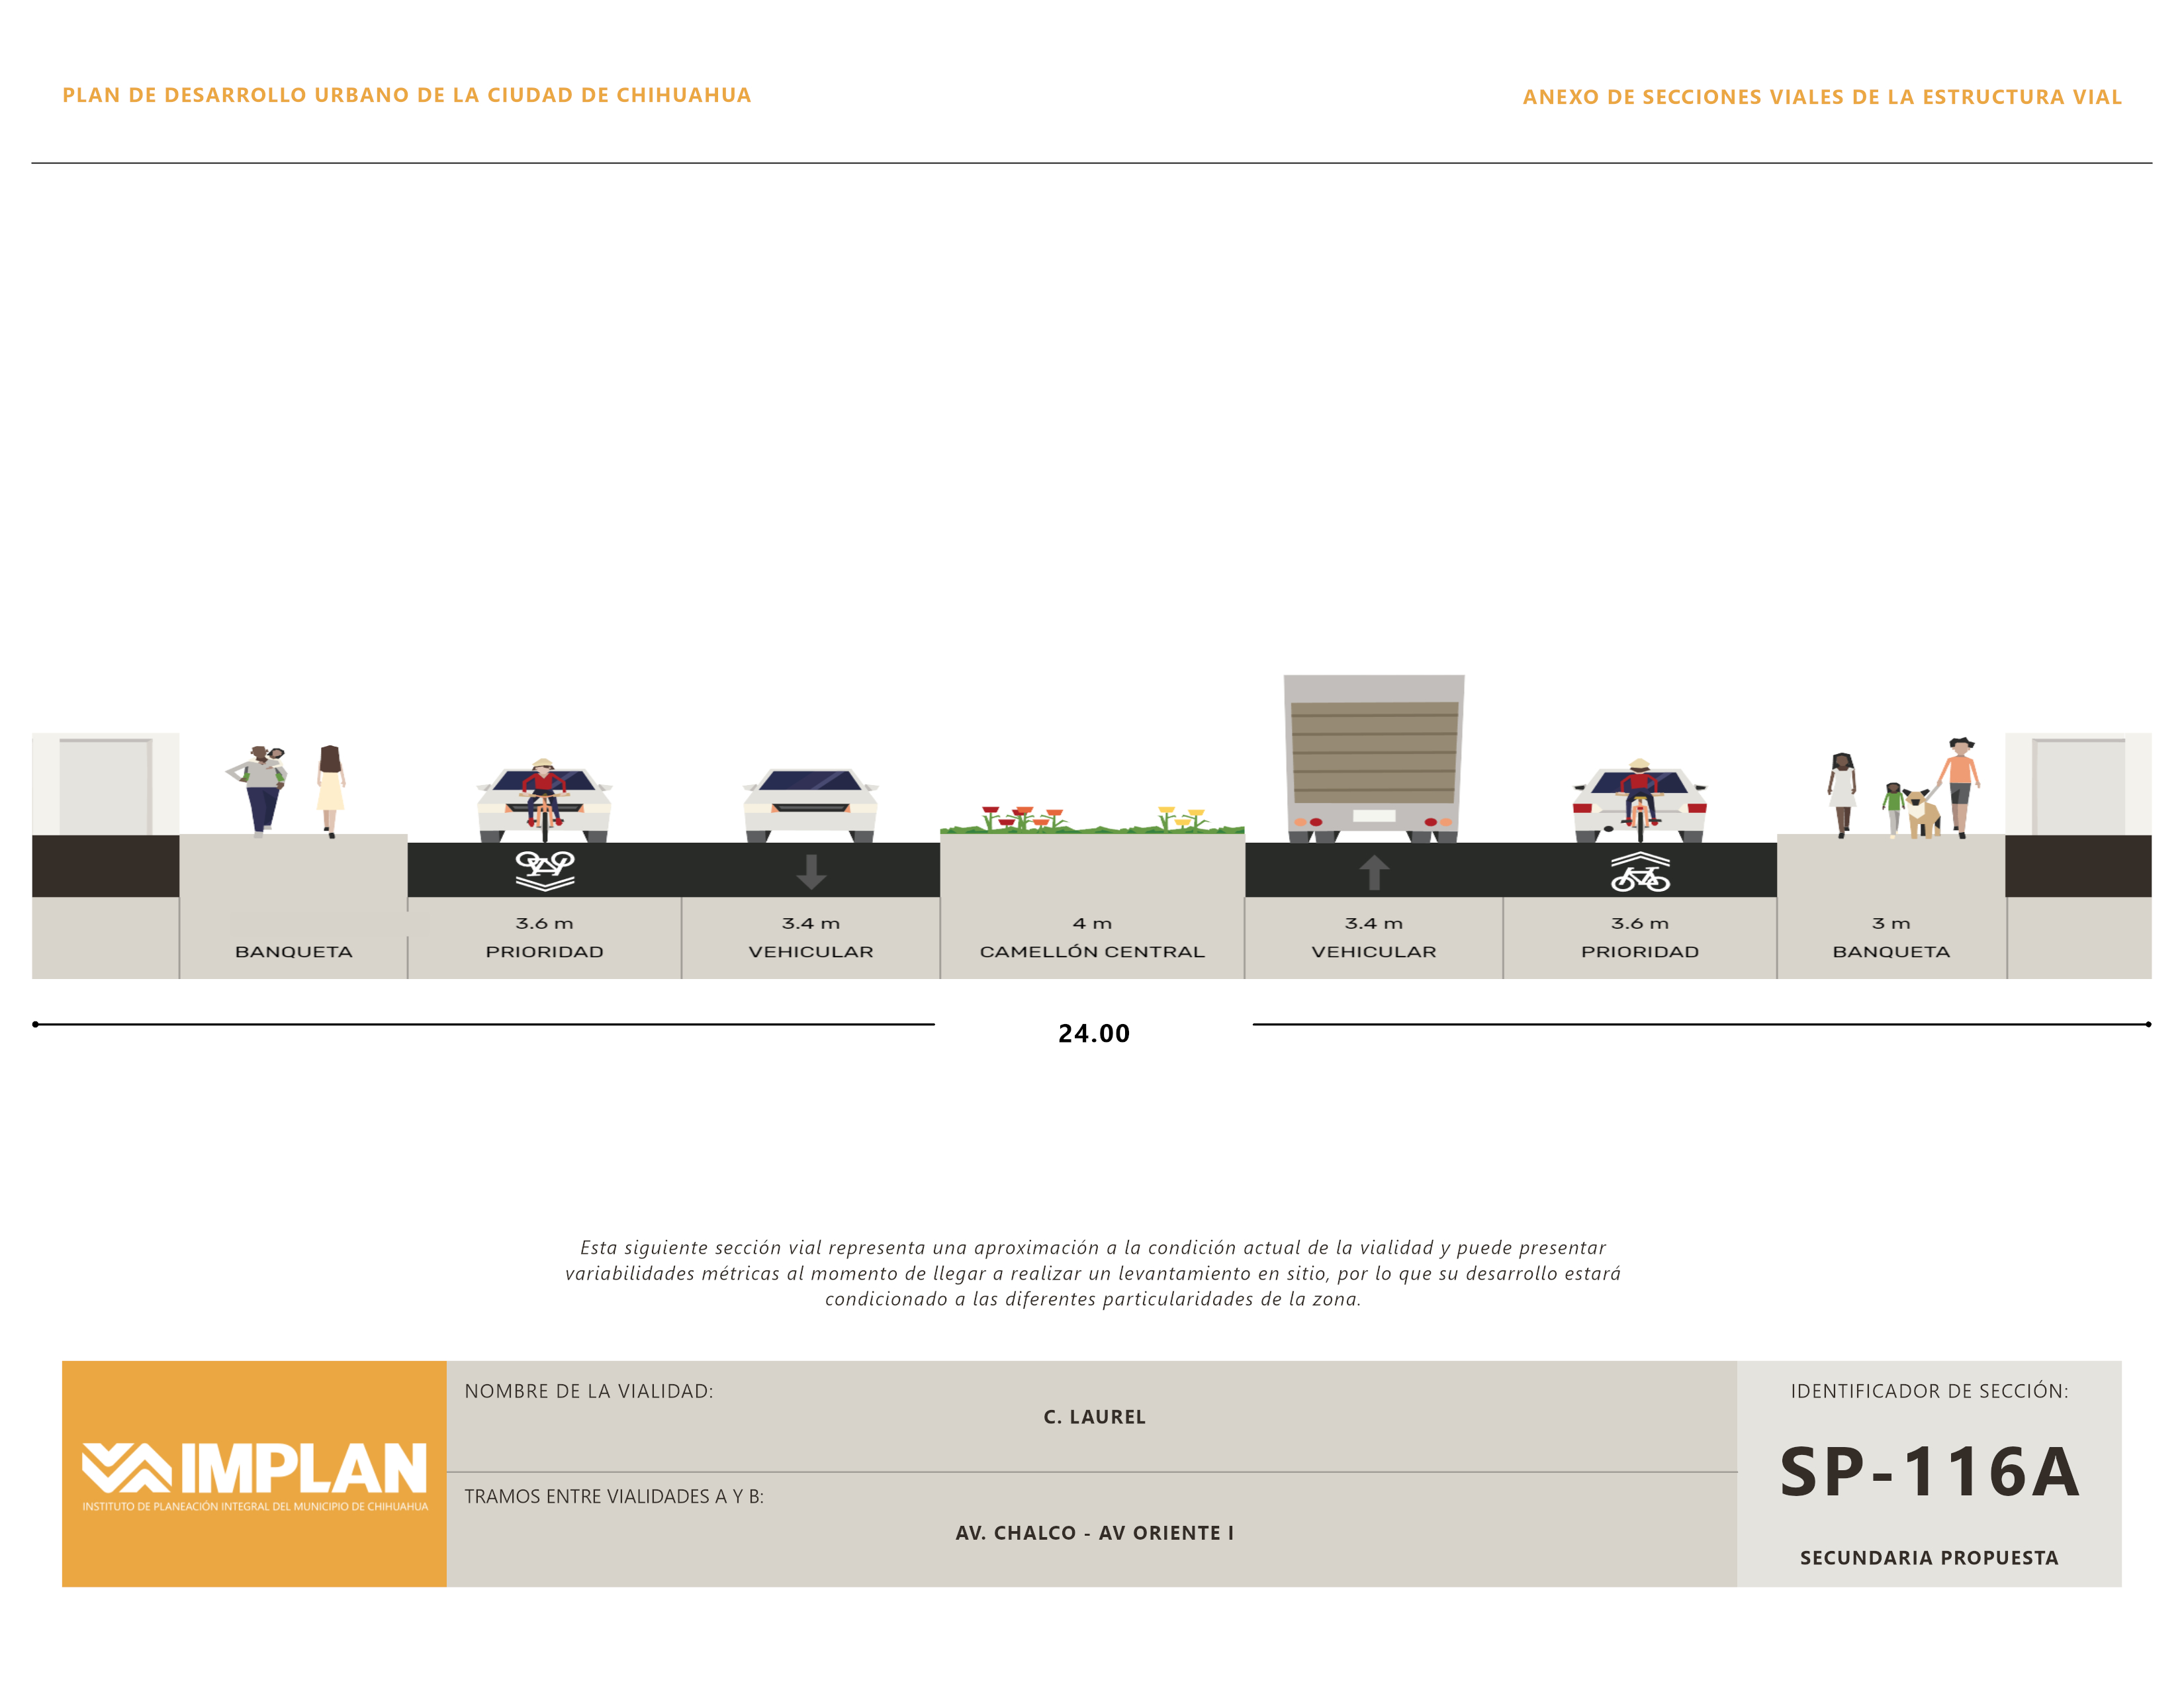 PLAN DE DESARROLLO URBANO DE LA CIUDAD DE CHIHUAHUA
ANEXO DE SECCIONES VIALES DE LA ESTRUCTURA VIAL
3.6 m
3.4 m
4 m
3.4 m
3.6 m
3 m
BANQUETA
PRIORIDAD
VEHICULAR
CAMELLÓN CENTRAL
VEHICULAR
PRIORIDAD
BANQUETA
24.00
Esta siguiente sección vial representa una aproximación a la condición actual de la vialidad y puede presentar
variabilidades métricas al momento de llegar a realizar un levantamiento en sitio, por lo que su desarrollo estará
condicionado a las diferentes particularidades de la zona.
IMPLAN
INSTITUTO DE PLANEACIÓN INTEGRAL DEL MUNICIPIO DE CHIHUAHUA
NOMBRE DE LA VIALIDAD:
C. LAUREL
TRAMOS ENTRE VIALIDADES A Y B:
AV. CHALCO - AV ORIENTE I
IDENTIFICADOR DE SECCIÓN:
SP-116A
SECUNDARIA PROPUESTA